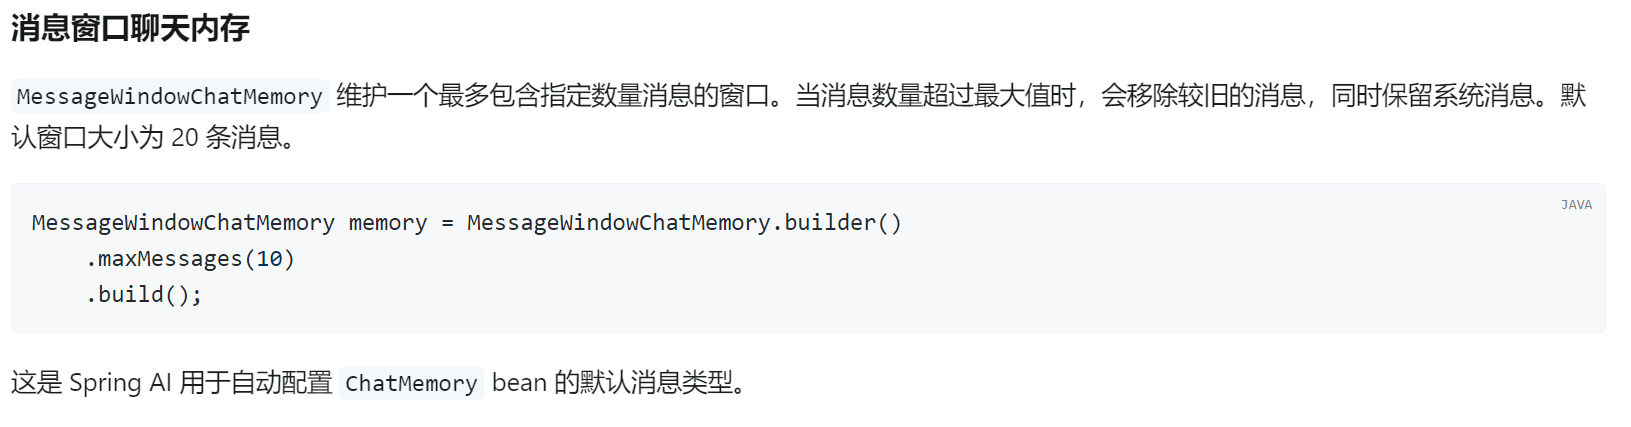 消息窗口聊天内存
MessageWindowChatMemory 维护一个最多包含指定数量消息的窗口。当消息数量超过最大值时，会移除较旧的消息，同时保留系统消息。默
认窗口大小为 20 条消息。
JAVA
MessageWindowChatMemory memory = MessageWindowChatMemory.builder()
    .maxMessages(10)
    .build();
这是 Spring AI 用于自动配置 ChatMemory bean 的默认消息类型。